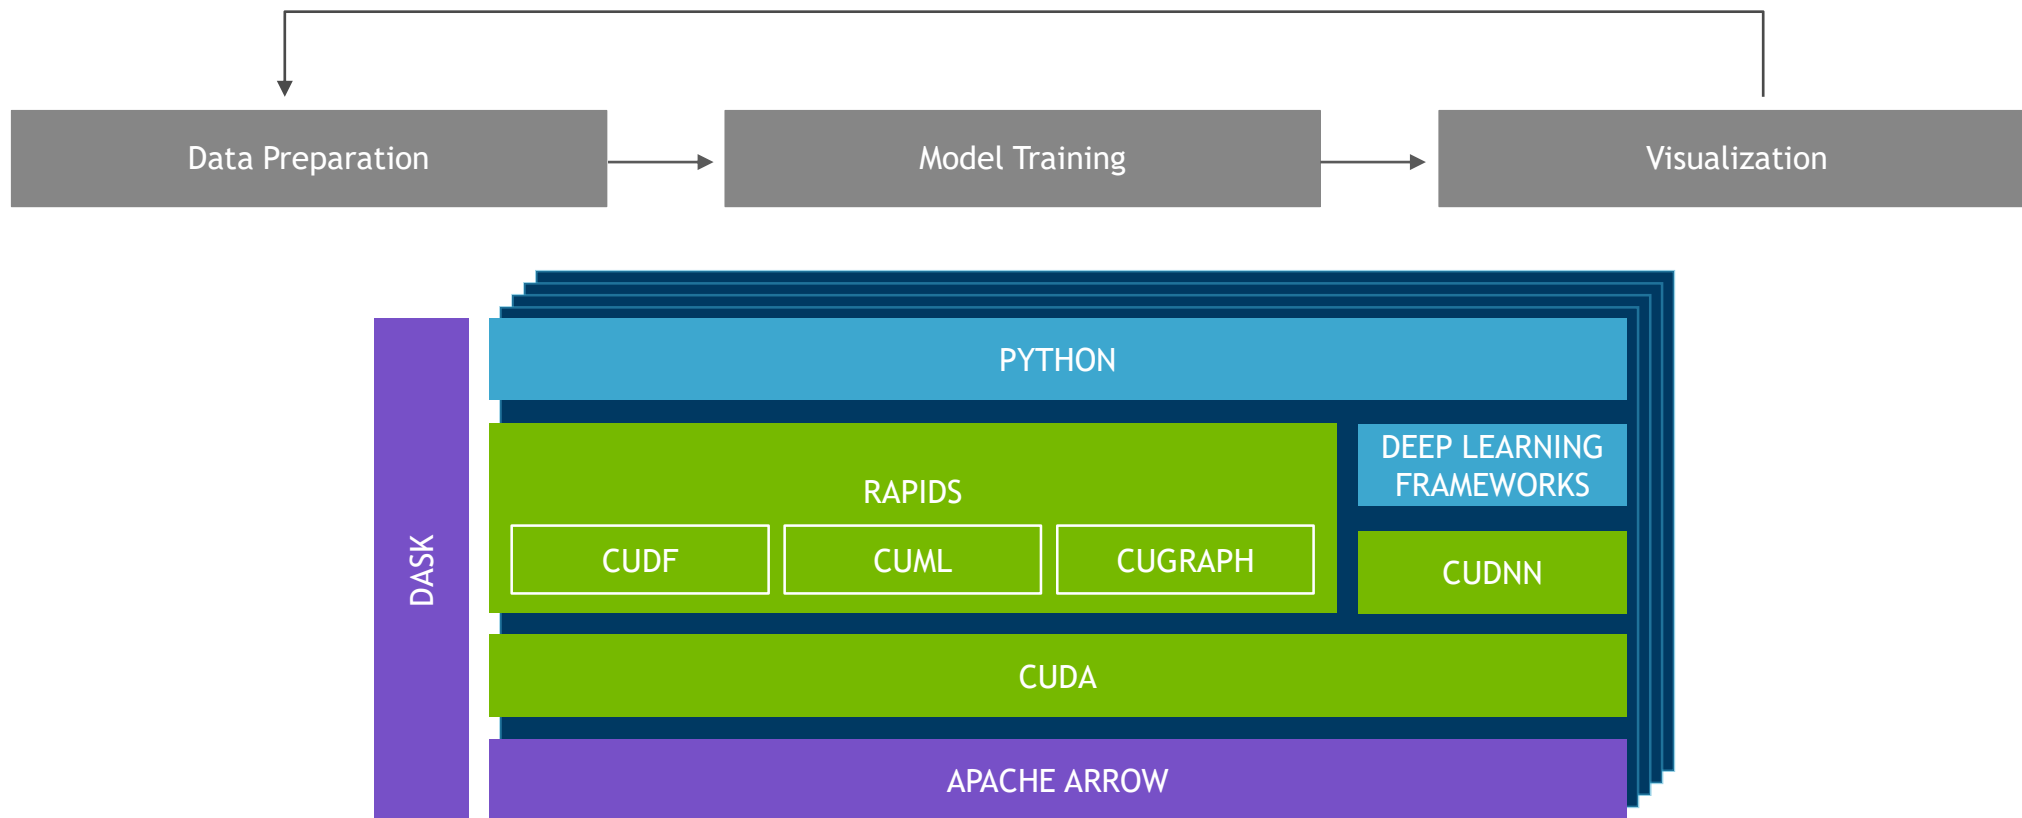 Data Preparation
Model Training
Visualization
PYTHON
DASK
RAPIDS
CUDF
CUML
CUGRAPH
DEEP LEARNING
FRAMEWORKS
CUDNN
CUDA
APACHE ARROW